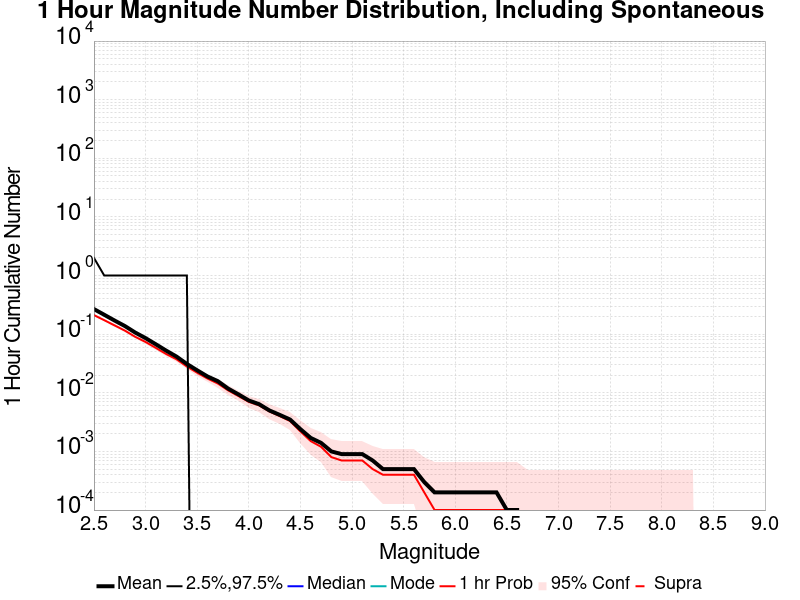 1 Hour Magnitude Number Distribution, Including Spontaneous
10^4
10^3
10^2
10^1
10^0
10^-1
10^-2
10^-3
10^-4
1 Hour Cumulative Number
2.5 3.0 3.5 4.0 4.5 5.0 5.5 6.0 6.5 7.0 7.5 8.0 8.5 9.0
Magnitude
Mean 2.5%,97.5% Median Mode 1 hr Prob 95% Conf Supra